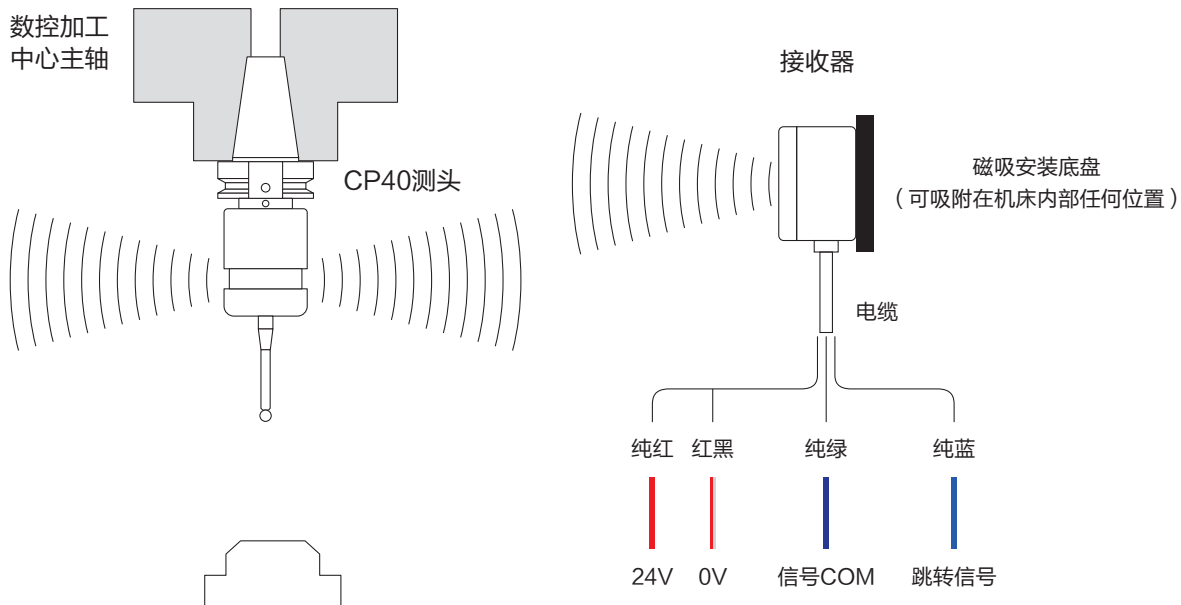 数控加工
中心主轴
接收器
CP40测头
磁吸安装底盘
（可吸附在机床内部任何位置）
电缆
纯红 红黑 纯绿 纯蓝
24V 0V 信号COM 跳转信号